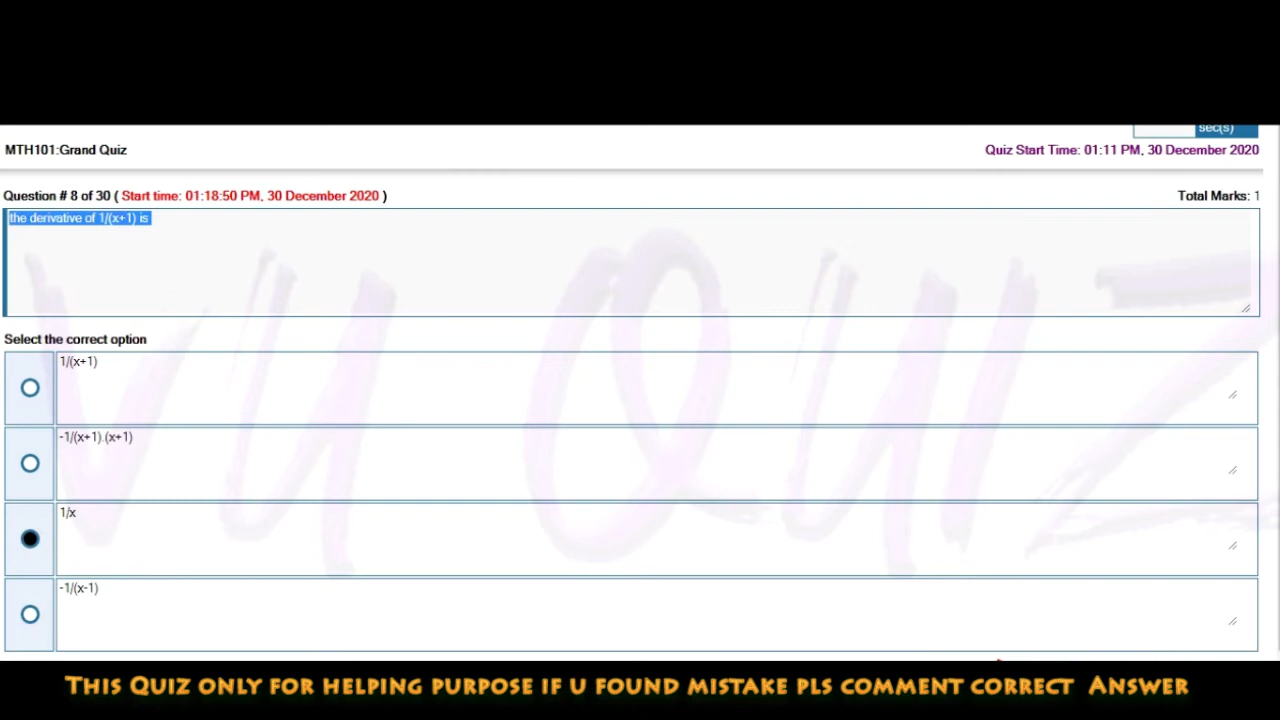 sec(s)
MTH101:Grand Quiz
Quiz Start Time: 01:11 PM, 30 December 2020
Question # 8 of 30 ( Start time: 01:18:50 PM, 30 December 2020 )
Total Marks: 1
the derivative of 1/(x+1) is
Select the correct option
1/(x+1)
-1/(x+1).(x+1)
1/x
-1/(x-1)
vu Quiz
This Quiz only for helping purpose if u found mistake pls comment correct Answer